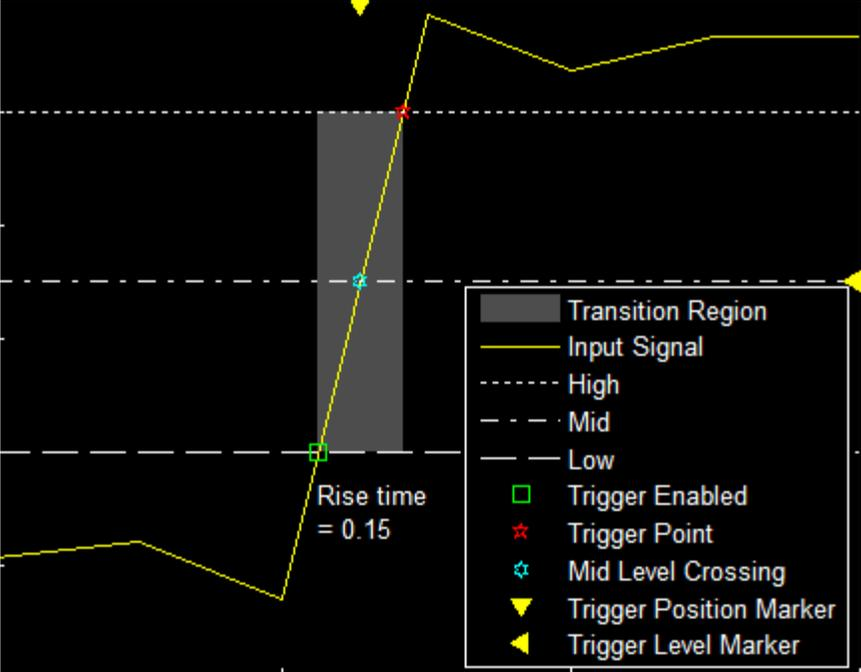 Transition Region
Input Signal
High
Mid
Low
Rise time
= 0.15
Trigger Enabled
Trigger Point
Mid Level Crossing
Trigger Position Marker
Trigger Level Marker